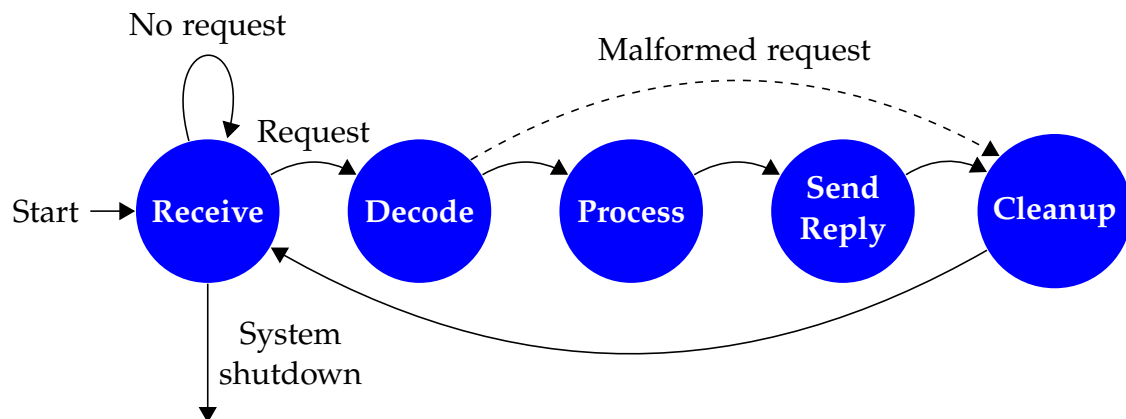 No request
Malformed request
Request
Start
Receive
Decode
Process
Send
Reply
Cleanup
System
shutdown